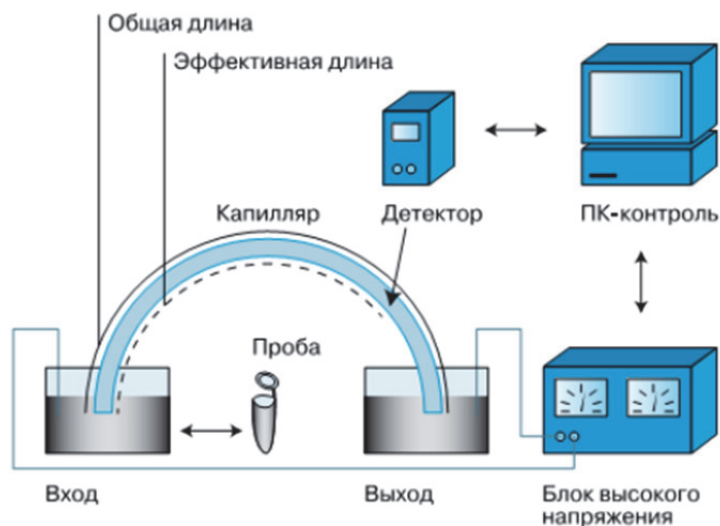 Общая длина
Эффективная длина
Капилляр
Детектор
ПК-контроль
Проба
Вход
Выход
Блок высокого
напряжения